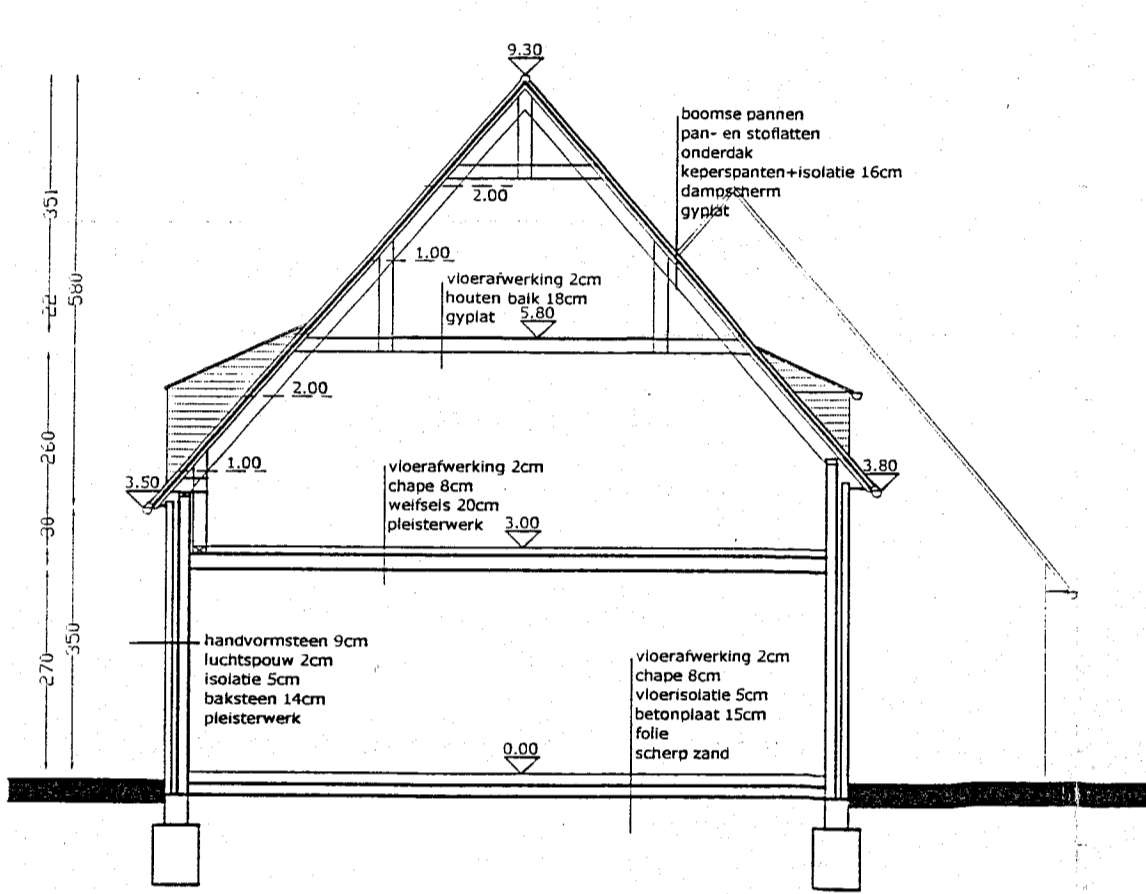 9.30
boomse pannen
pan- en stoflatten
onderdak
keperspanten+isolatie 16cm
dampscherm
gyplat
2.00
1.00
vloerafwerking 2cm
houten balk 18cm
gyplat
5.80
2.00
1.00
3.50
3.80
vloerafwerking 2cm
chape 8cm
welfsels 20cm
pleisterwerk
3.00
handvormsteen 9cm
luchtspouw 2cm
isolatie 5cm
baksteen 14cm
pleisterwerk
vloerafwerking 2cm
chape 8cm
vloerisolatie 5cm
betonplaat 15cm
folie
scherp zand
0.00
351
22
580
260
30
270
350